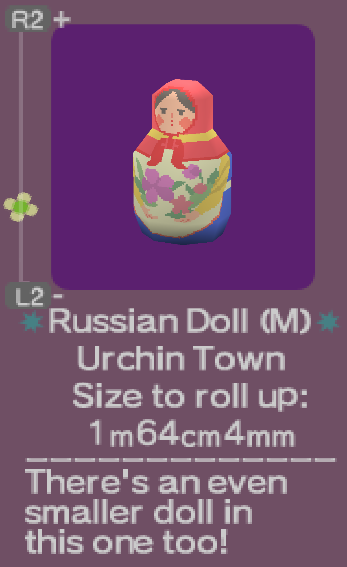 R2 +
L2 -
Russian Doll (M)
Urchin Town
Size to roll up:
1m64cm4mm
There's an even
smaller doll in
this one too!